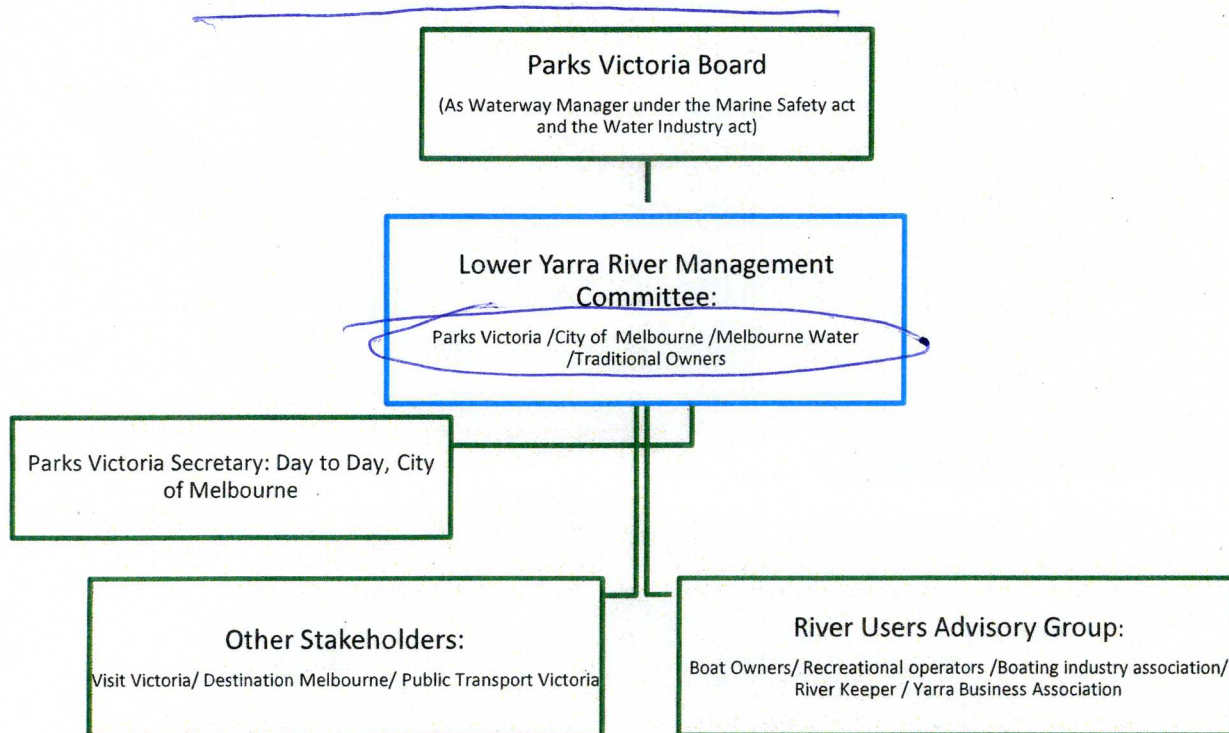 Parks Victoria Board
(As Waterway Manager under the Marine Safety act
and the Water Industry act)
Lower Yarra River Management
Committee:
Parks Victoria /City of Melbourne /Melbourne Water
/Traditional Owners
Parks Victoria Secretary: Day to Day, City
of Melbourne
Other Stakeholders:
Visit Victoria/ Destination Melbourne/ Public Transport Victoria
River Users Advisory Group:
Boat Owners/ Recreational operators /Boating industry association/
River Keeper / Yarra Business Association